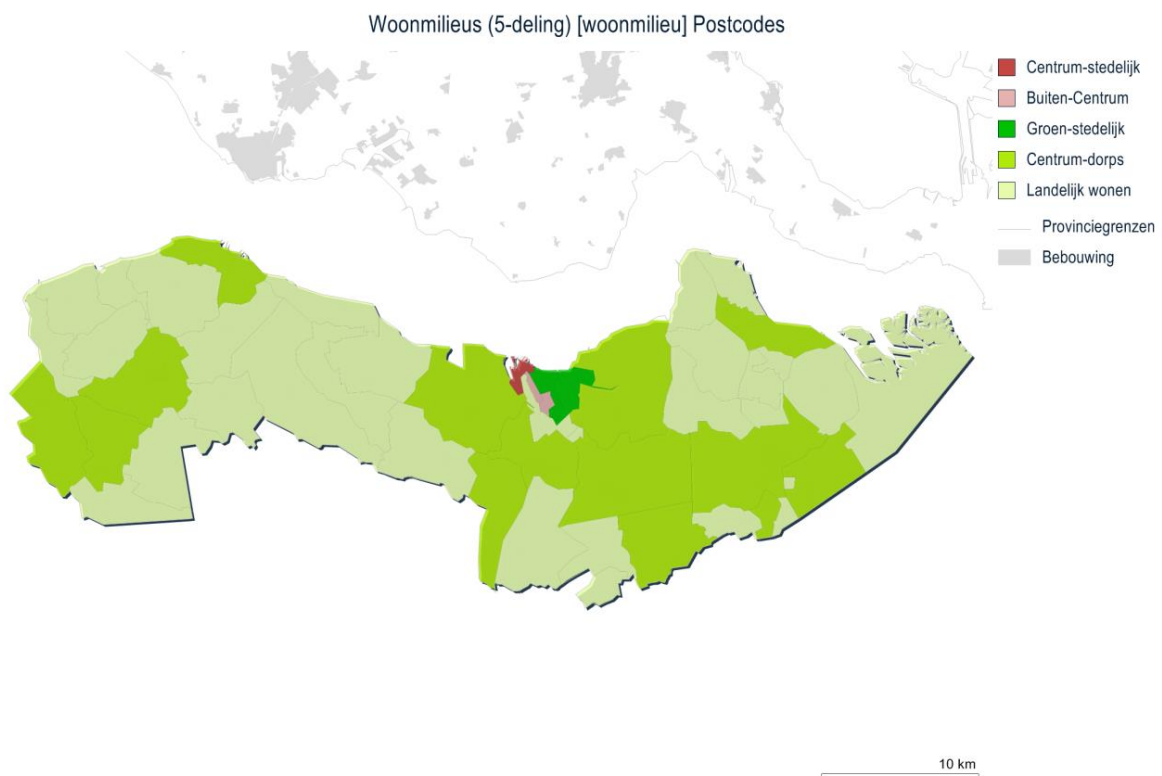 Woonmilieus (5-deling) [woonmilieu] Postcodes
Centrum-stedelijk
Buiten-Centrum
Groen-stedelijk
Centrum-dorps
Landelijk wonen
Provinciegrenzen
Bebouwing
10 km